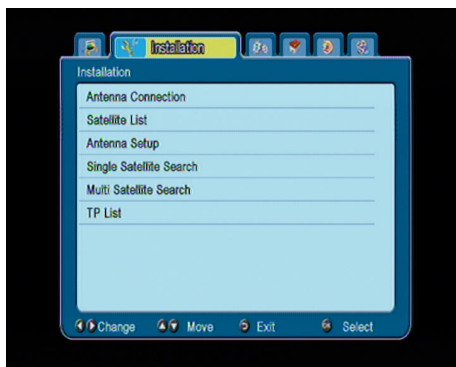 Installation
Installation
Antenna Connection
Satellite List
Antenna Setup
Single Satellite Search
Multi Satellite Search
TP List
Change Move Exit Select